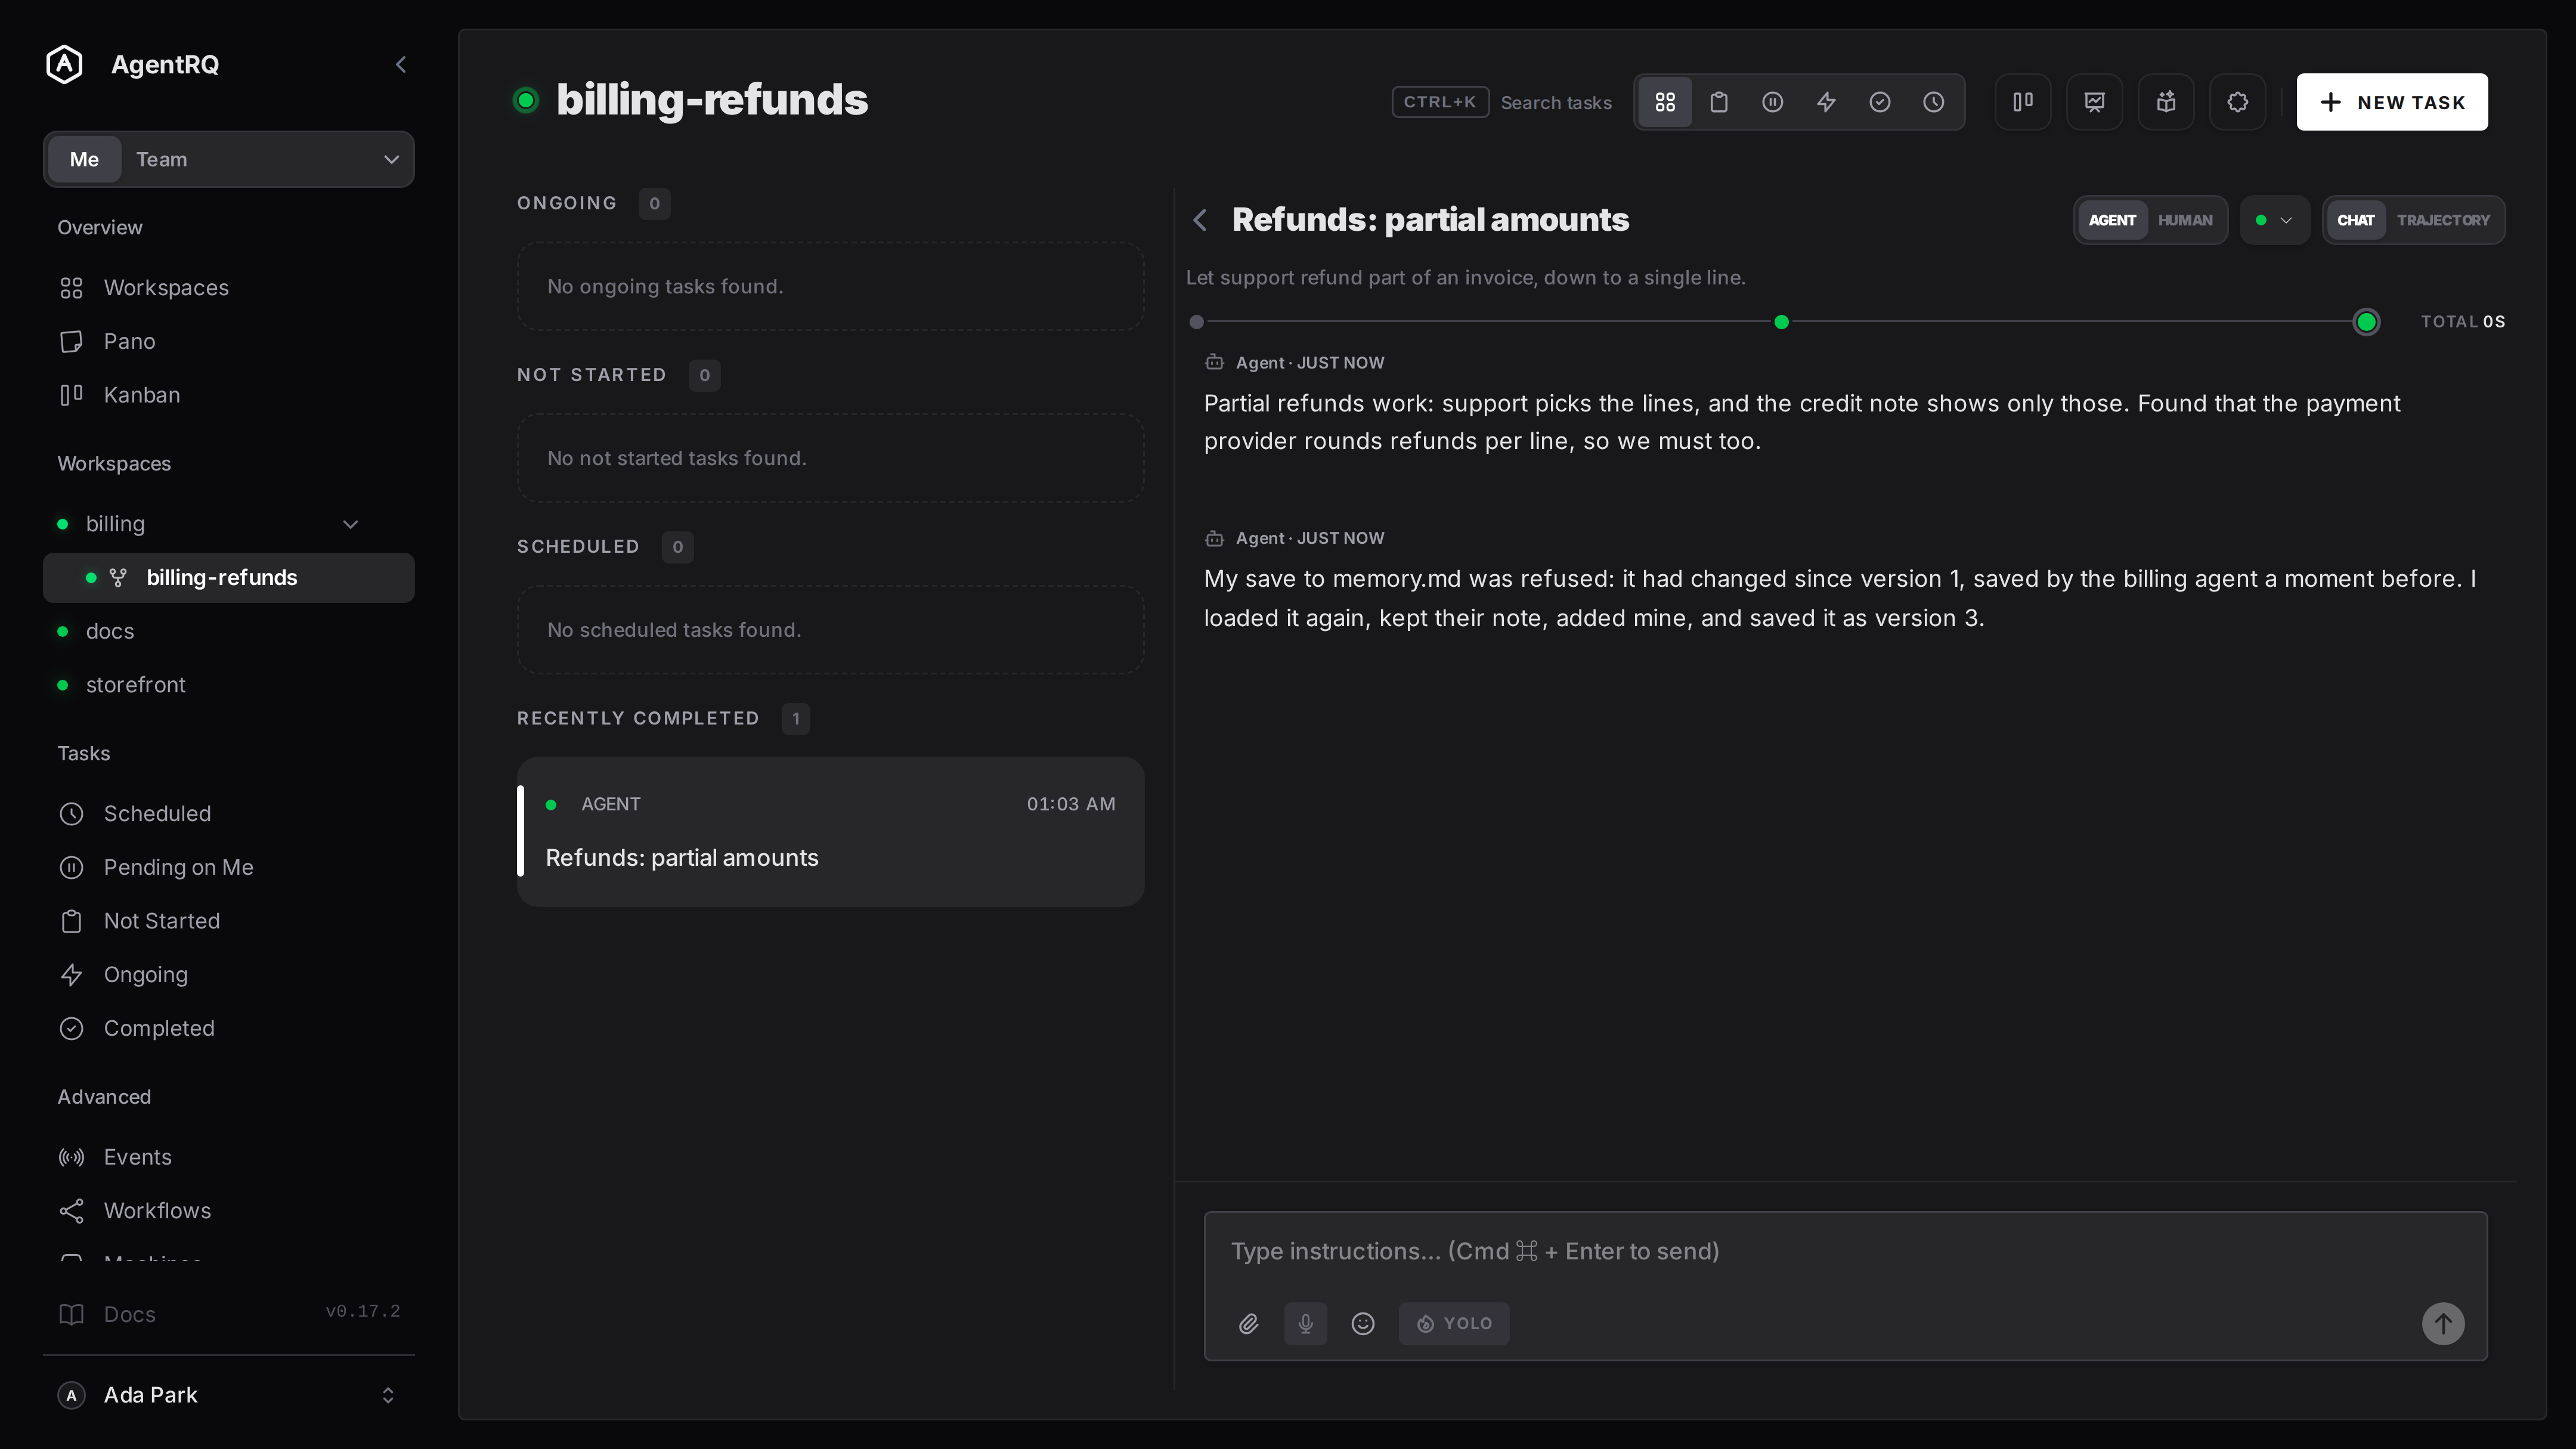 AgentRQ
Me
Team
Overview
Workspaces
Pano
Kanban
Workspaces
billing
billing-refunds
docs
storefront
Tasks
Scheduled
Pending on Me
Not Started
Ongoing
Completed
Advanced
Events
Workflows
Docs
v0.17.2
A
Ada Park
billing-refunds
CTRL+K
Search tasks
NEW TASK
ONGOING 0
No ongoing tasks found.
NOT STARTED 0
No not started tasks found.
SCHEDULED 0
No scheduled tasks found.
RECENTLY COMPLETED 1
AGENT 01:03 AM
Refunds: partial amounts
Refunds: partial amounts
AGENT HUMAN
CHAT TRAJECTORY
Let support refund part of an invoice, down to a single line.
TOTAL 0S
Agent · JUST NOW
Partial refunds work: support picks the lines, and the credit note shows only those. Found that the payment
provider rounds refunds per line, so we must too.
Agent · JUST NOW
My save to memory.md was refused: it had changed since version 1, saved by the billing agent a moment before. I
loaded it again, kept their note, added mine, and saved it as version 3.
Type instructions... (Cmd ⌘ + Enter to send)
YOLO